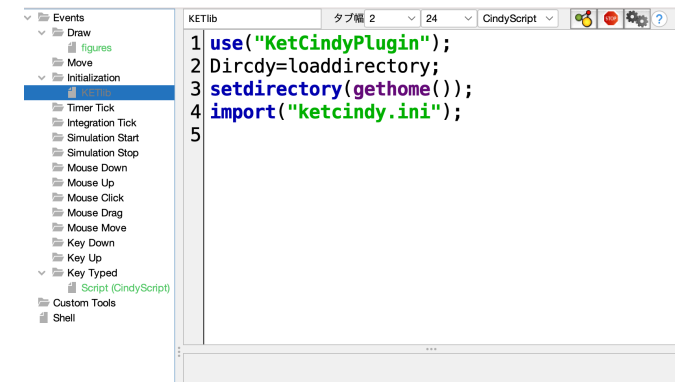 Events
Draw
figures
Move
Initialization
KETlib
Timer Tick
Integration Tick
Simulation Start
Simulation Stop
Mouse Down
Mouse Up
Mouse Click
Mouse Drag
Mouse Move
Key Down
Key Up
Key Typed
Script (CindyScript)
Custom Tools
Shell
KETlib タブ幅 2 24 CindyScript STOP ?
1 use("KetCindyPlugin");
2 Dircdy=loaddirectory;
3 setdirectory(gethome());
4 import("ketcindy.ini");
5